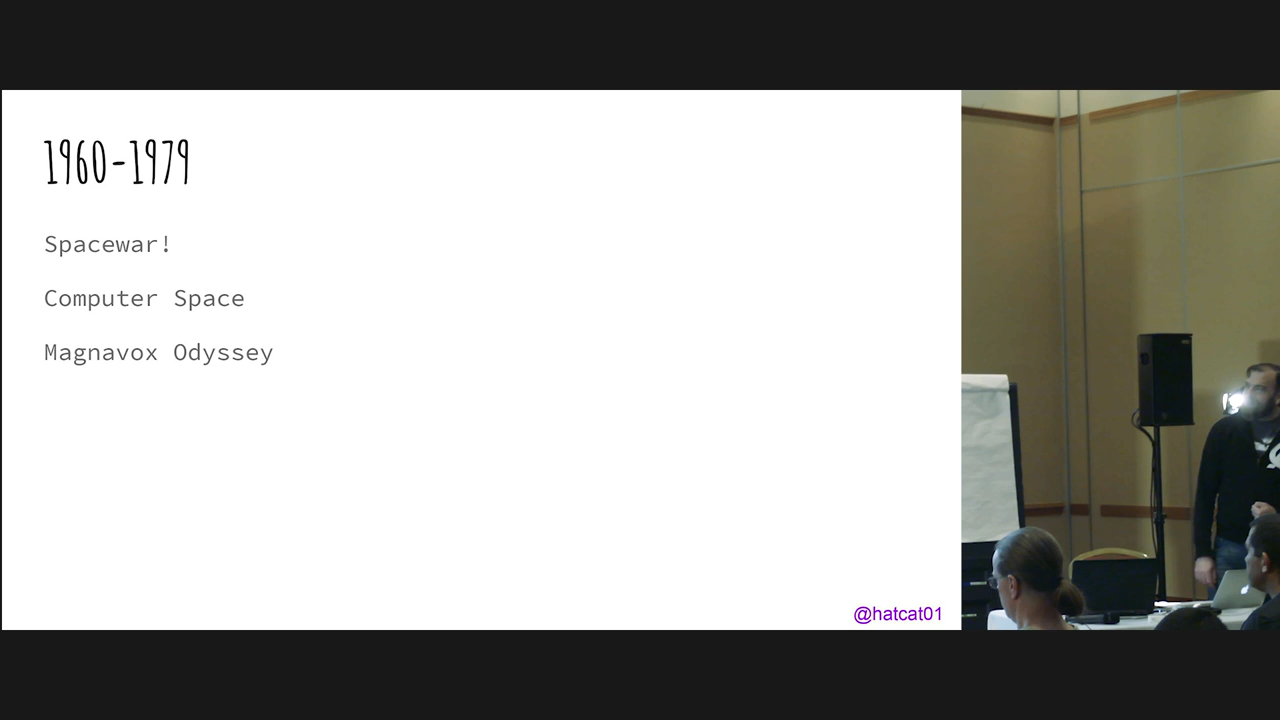 1960-1979
Spacewar!
Computer Space
Magnavox Odyssey
@hatcat01